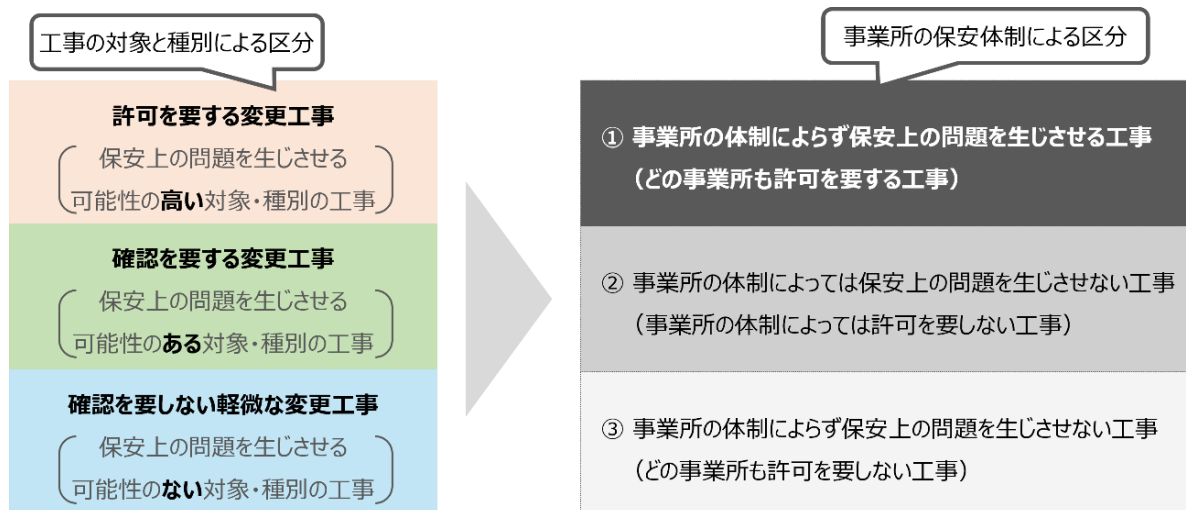 工事の対象と種別による区分
許可を要する変更工事
保安上の問題を生じさせる
可能性の高い対象・種別の工事
確認を要する変更工事
保安上の問題を生じさせる
可能性のある対象・種別の工事
確認を要しない軽微な変更工事
保安上の問題を生じさせる
可能性のない対象・種別の工事
事業所の保安体制による区分
① 事業所の体制によらず保安上の問題を生じさせる工事
（どの事業所も許可を要する工事）
② 事業所の体制によっては保安上の問題を生じさせない工事
（事業所の体制によっては許可を要しない工事）
③ 事業所の体制によらず保安上の問題を生じさせない工事
（どの事業所も許可を要しない工事）